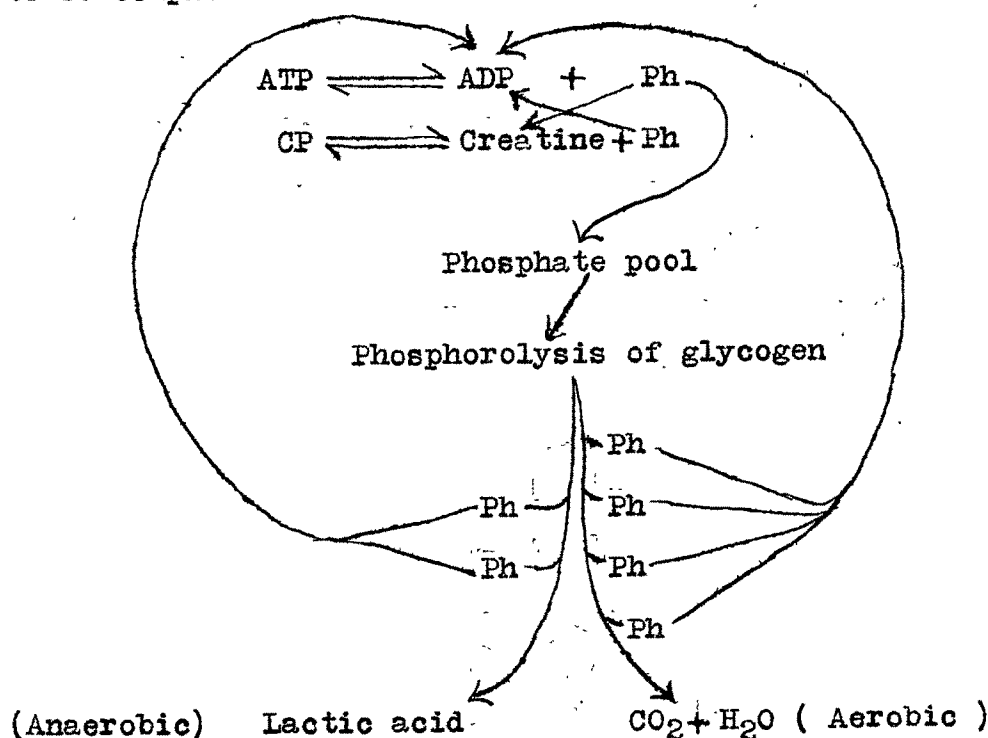 ATP ADP + Ph
CP Creatine + Ph
Phosphate pool
Phosphorolysis of glycogen
Ph
Ph Ph
Ph Ph
Ph
(Anaerobic) Lactic acid CO₂ + H₂O ( Aerobic )